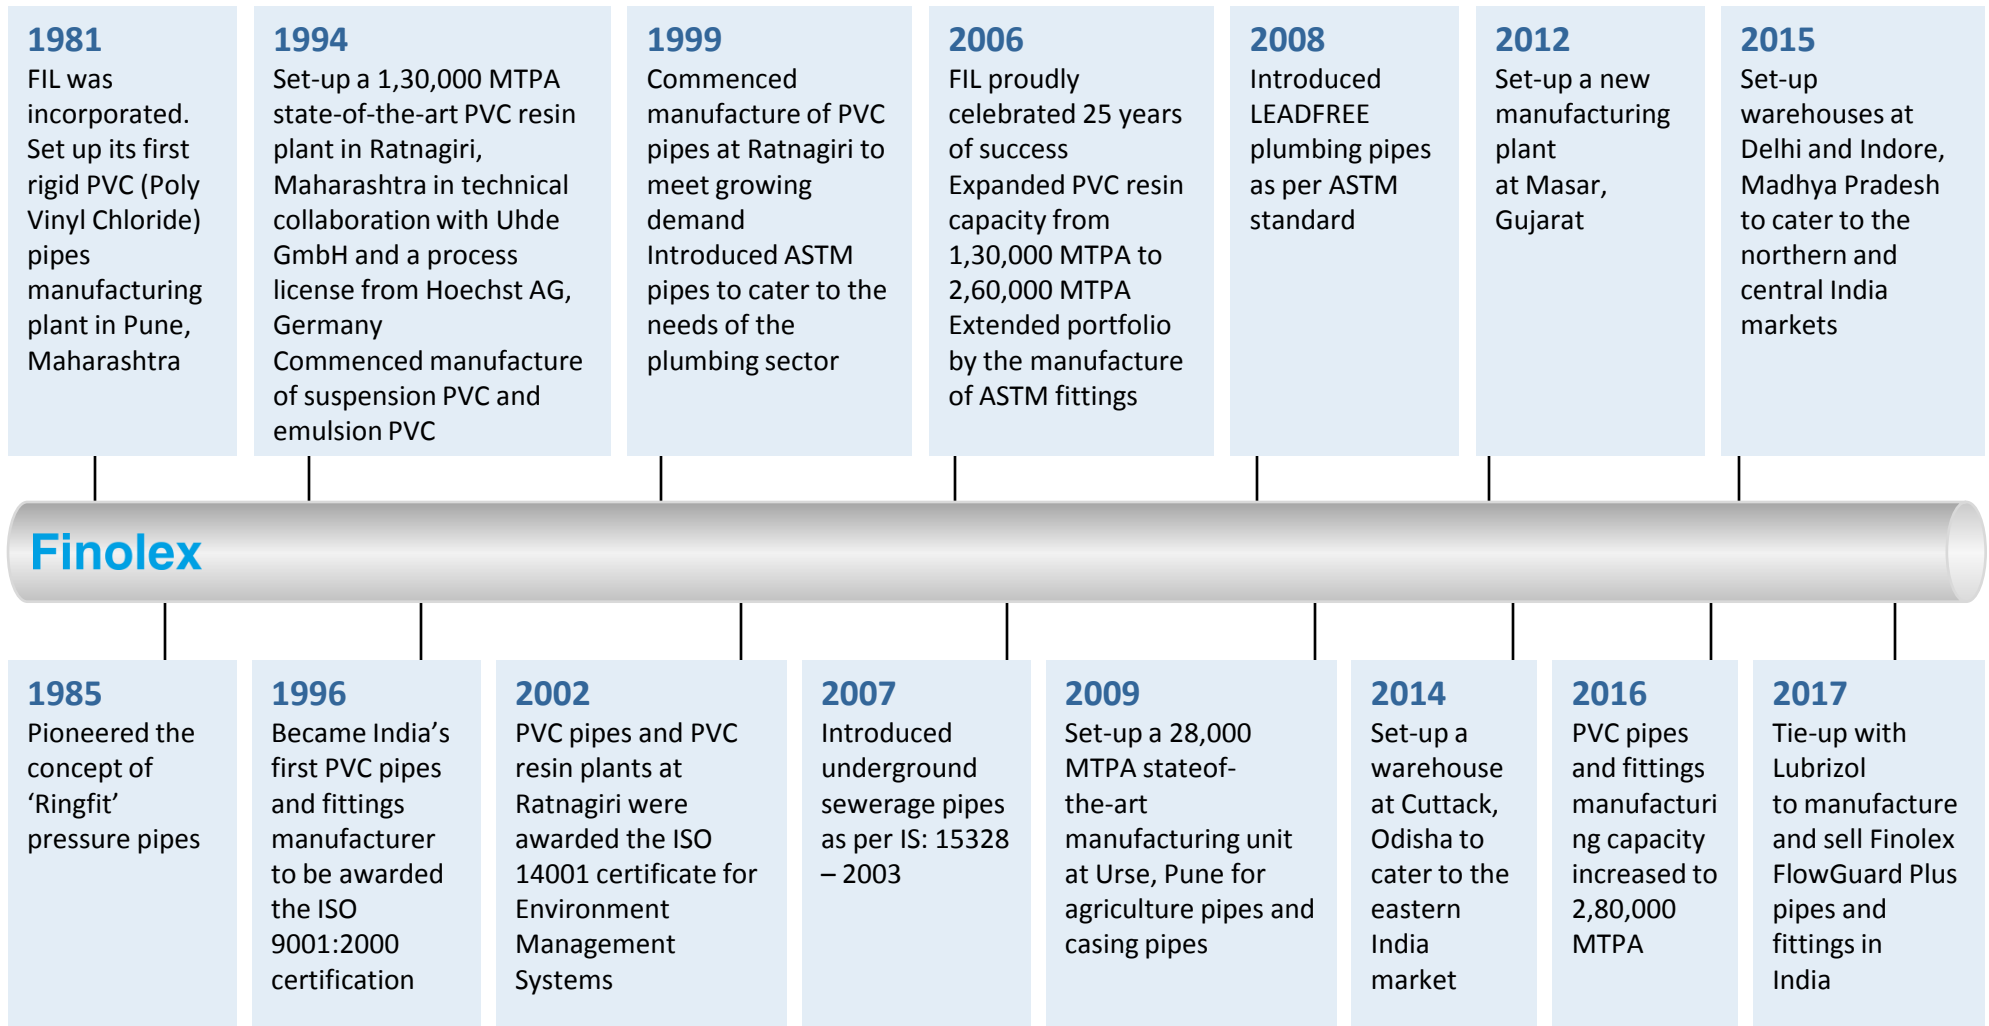 1981
FIL was
incorporated.
Set up its first
rigid PVC (Poly
Vinyl Chloride)
pipes
manufacturing
plant in Pune,
Maharashtra
1994
Set-up a 1,30,000 MTPA
state-of-the-art PVC resin
plant in Ratnagiri,
Maharashtra in technical
collaboration with Uhde
GmbH and a process
license from Hoechst AG,
Germany
Commenced manufacture
of suspension PVC and
emulsion PVC
1999
Commenced
manufacture of PVC
pipes at Ratnagiri to
meet growing
demand
Introduced ASTM
pipes to cater to the
needs of the
plumbing sector
2006
FIL proudly
celebrated 25 years
of success
Expanded PVC resin
capacity from
1,30,000 MTPA to
2,60,000 MTPA
Extended portfolio
by the manufacture
of ASTM fittings
2008
Introduced
LEADFREE
plumbing pipes
as per ASTM
standard
2012
Set-up a new
manufacturing
plant
at Masar,
Gujarat
2015
Set-up
warehouses at
Delhi and Indore,
Madhya Pradesh
to cater to the
northern and
central India
markets
Finolex
1985
Pioneered the
concept of
‘Ringfit’
pressure pipes
1996
Became India’s
first PVC pipes
and fittings
manufacturer
to be awarded
the ISO
9001:2000
certification
2002
PVC pipes and PVC
resin plants at
Ratnagiri were
awarded the ISO
14001 certificate for
Environment
Management
Systems
2007
Introduced
underground
sewerage pipes
as per IS: 15328
– 2003
2009
Set-up a 28,000
MTPA stateof-
the-art
manufacturing unit
at Urse, Pune for
agriculture pipes and
casing pipes
2014
Set-up a
warehouse
at Cuttack,
Odisha to
cater to the
eastern
India
market
2016
PVC pipes
and fittings
manufacturi
ng capacity
increased to
2,80,000
MTPA
2017
Tie-up with
Lubrizol
to manufacture
and sell Finolex
FlowGuard Plus
pipes and
fittings in
India